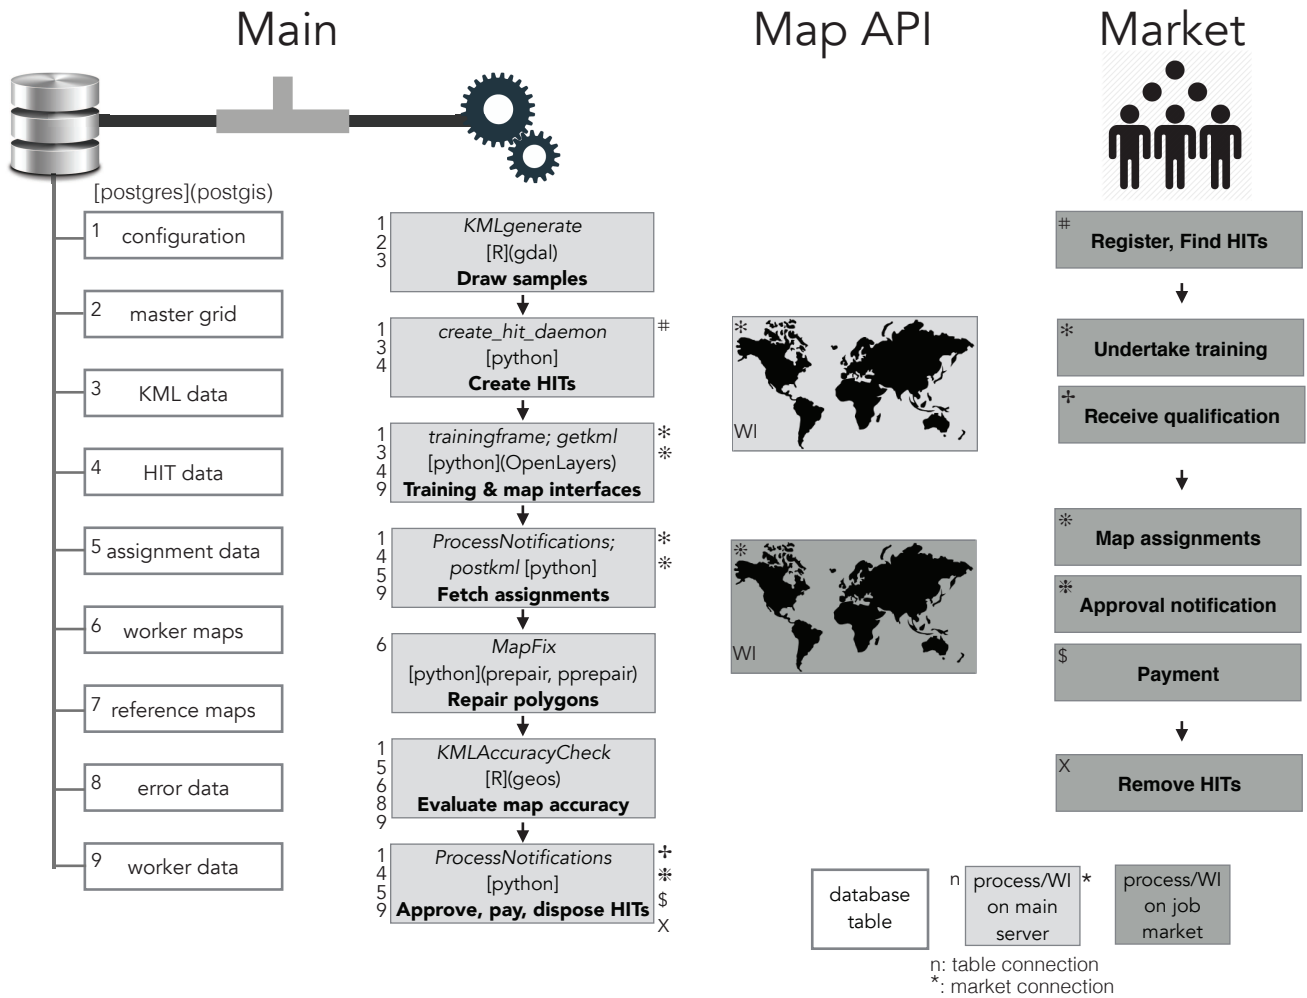 Main
Map API
Market
[postgres](postgis)
1 configuration
2 master grid
3 KML data
4 HIT data
5 assignment data
6 worker maps
7 reference maps
8 error data
9 worker data
1
2
3
KMLgenerate
[R](gdal)
Draw samples
1
3
4
create_hit_daemon
[python]
Create HITs
#
1
3
4
9
trainingframe; getkml
[python](OpenLayers)
Training & map interfaces
✻
❊
1
4
5
9
ProcessNotifications;
postkml [python]
Fetch assignments
✻
❊
6
MapFix
[python](prepair, pprepair)
Repair polygons
1
5
6
8
9
KMLAccuracyCheck
[R](geos)
Evaluate map accuracy
1
4
5
9
ProcessNotifications
[python]
Approve, pay, dispose HITs
✢
❉
$
X
✻
WI
❊
WI
# Register, Find HITs
✻ Undertake training
✢ Receive qualification
❊ Map assignments
❉ Approval notification
$ Payment
X Remove HITs
database
table
n process/WI *
on main
server
process/WI
on job
market
n: table connection
*: market connection